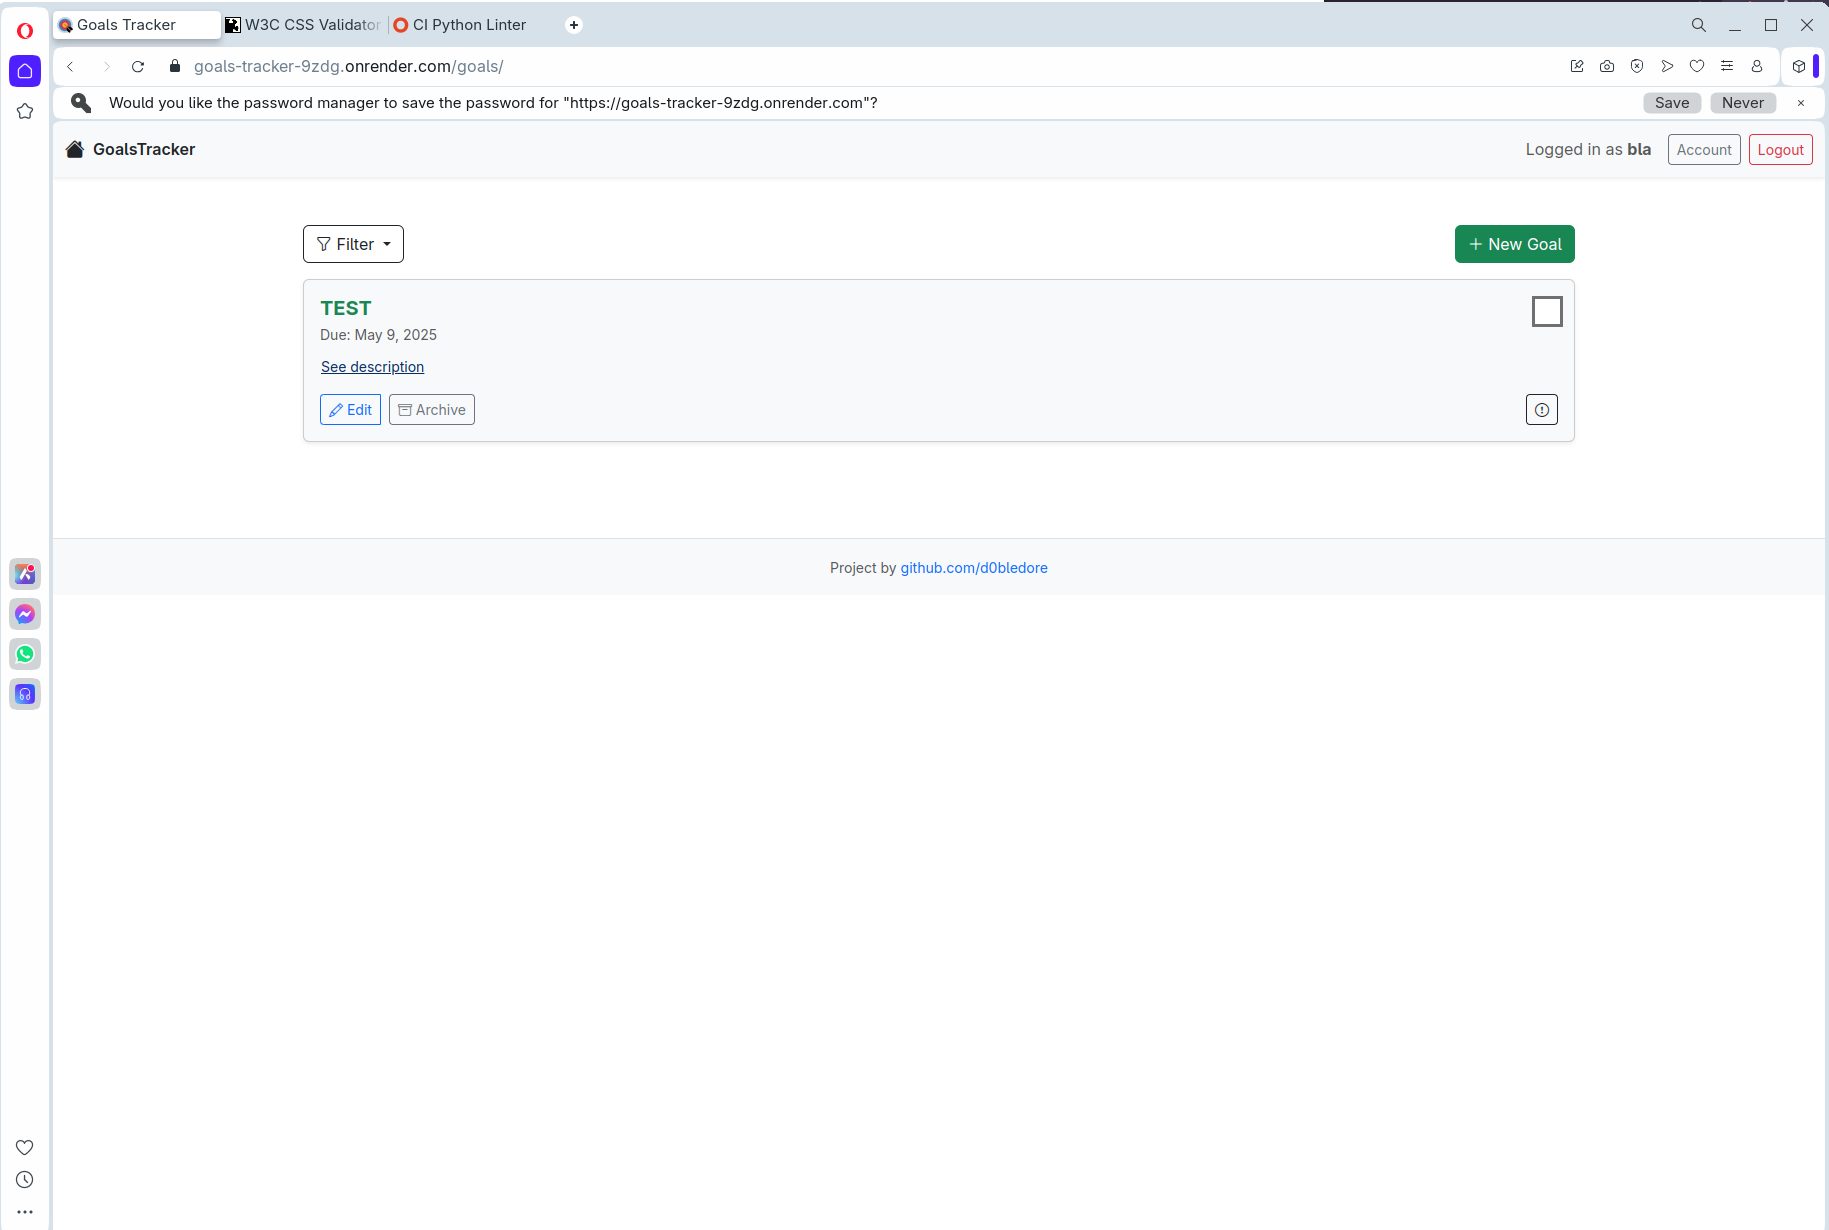 Goals Tracker
W3C CSS Validator
CI Python Linter
goals-tracker-9zdg.onrender.com/goals/
Would you like the password manager to save the password for "https://goals-tracker-9zdg.onrender.com"?
Save
Never
GoalsTracker
Logged in as bla
Account
Logout
Filter
New Goal
TEST
Due: May 9, 2025
See description
Edit
Archive
Project by github.com/d0bledore